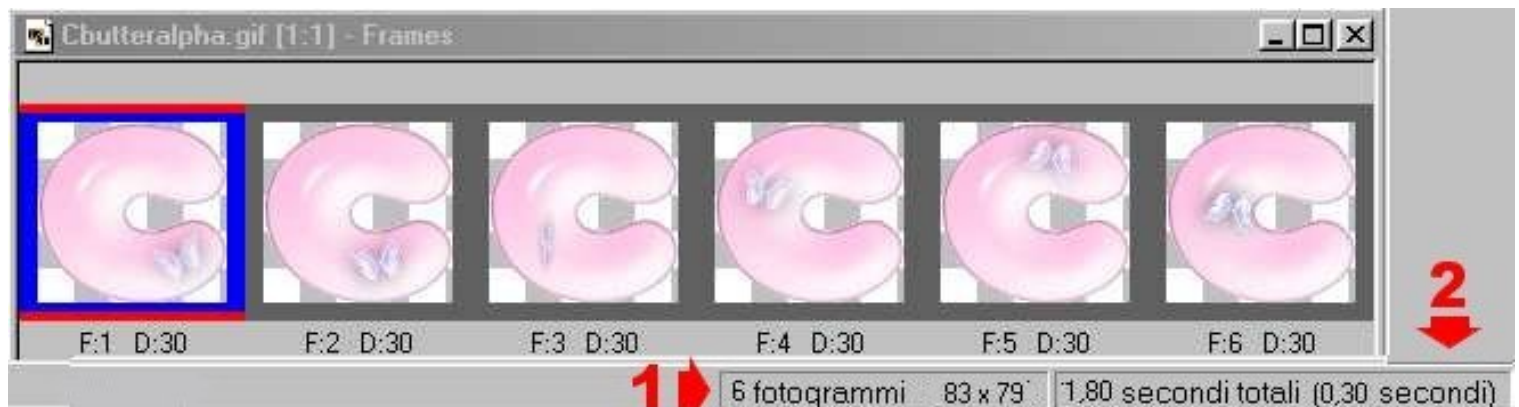 Cbutteralpha.gif [1:1] - Frames
F:1 D:30 F:2 D:30 F:3 D:30 F:4 D:30 F:5 D:30 F:6 D:30
2
1 6 fotogrammi 83 x 79 1,80 secondi totali (0,30 secondi)